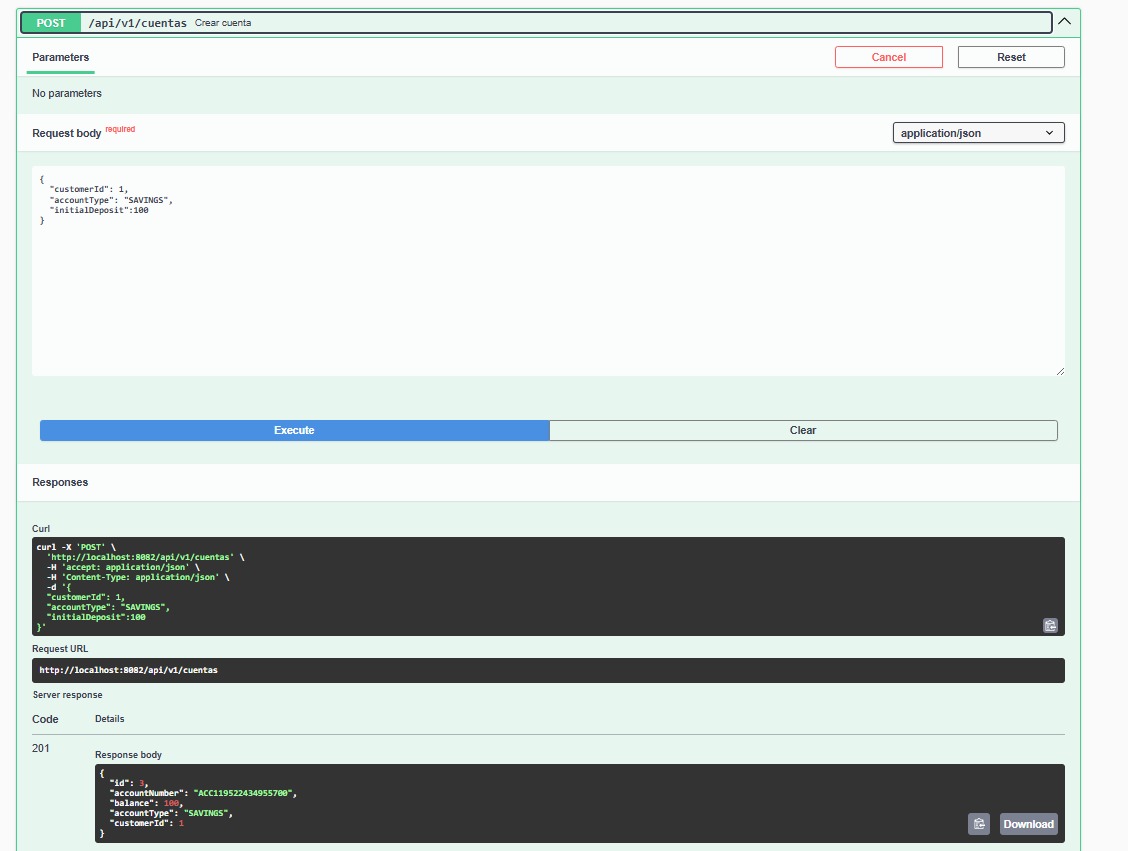 POST /api/v1/cuentas Crear cuenta
Parameters Cancel Reset
No parameters
Request body required application/json
{
  "customerId": 1,
  "accountType": "SAVINGS",
  "initialDeposit":100
}
Execute Clear
Responses
Curl
curl -X 'POST' \
  'http://localhost:8082/api/v1/cuentas' \
  -H 'accept: application/json' \
  -H 'Content-Type: application/json' \
  -d '{
  "customerId": 1,
  "accountType": "SAVINGS",
  "initialDeposit":100
}'
Request URL
http://localhost:8082/api/v1/cuentas
Server response
Code Details
201
Response body
{
  "id": 3,
  "accountNumber": "ACC119522434955700",
  "balance": 100,
  "accountType": "SAVINGS",
  "customerId": 1
}
Download